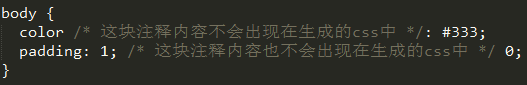 body {
  color /* 这块注释内容不会出现在生成的css中 */: #333;
  padding: 1; /* 这块注释内容也不会出现在生成的css中 */ 0;
}